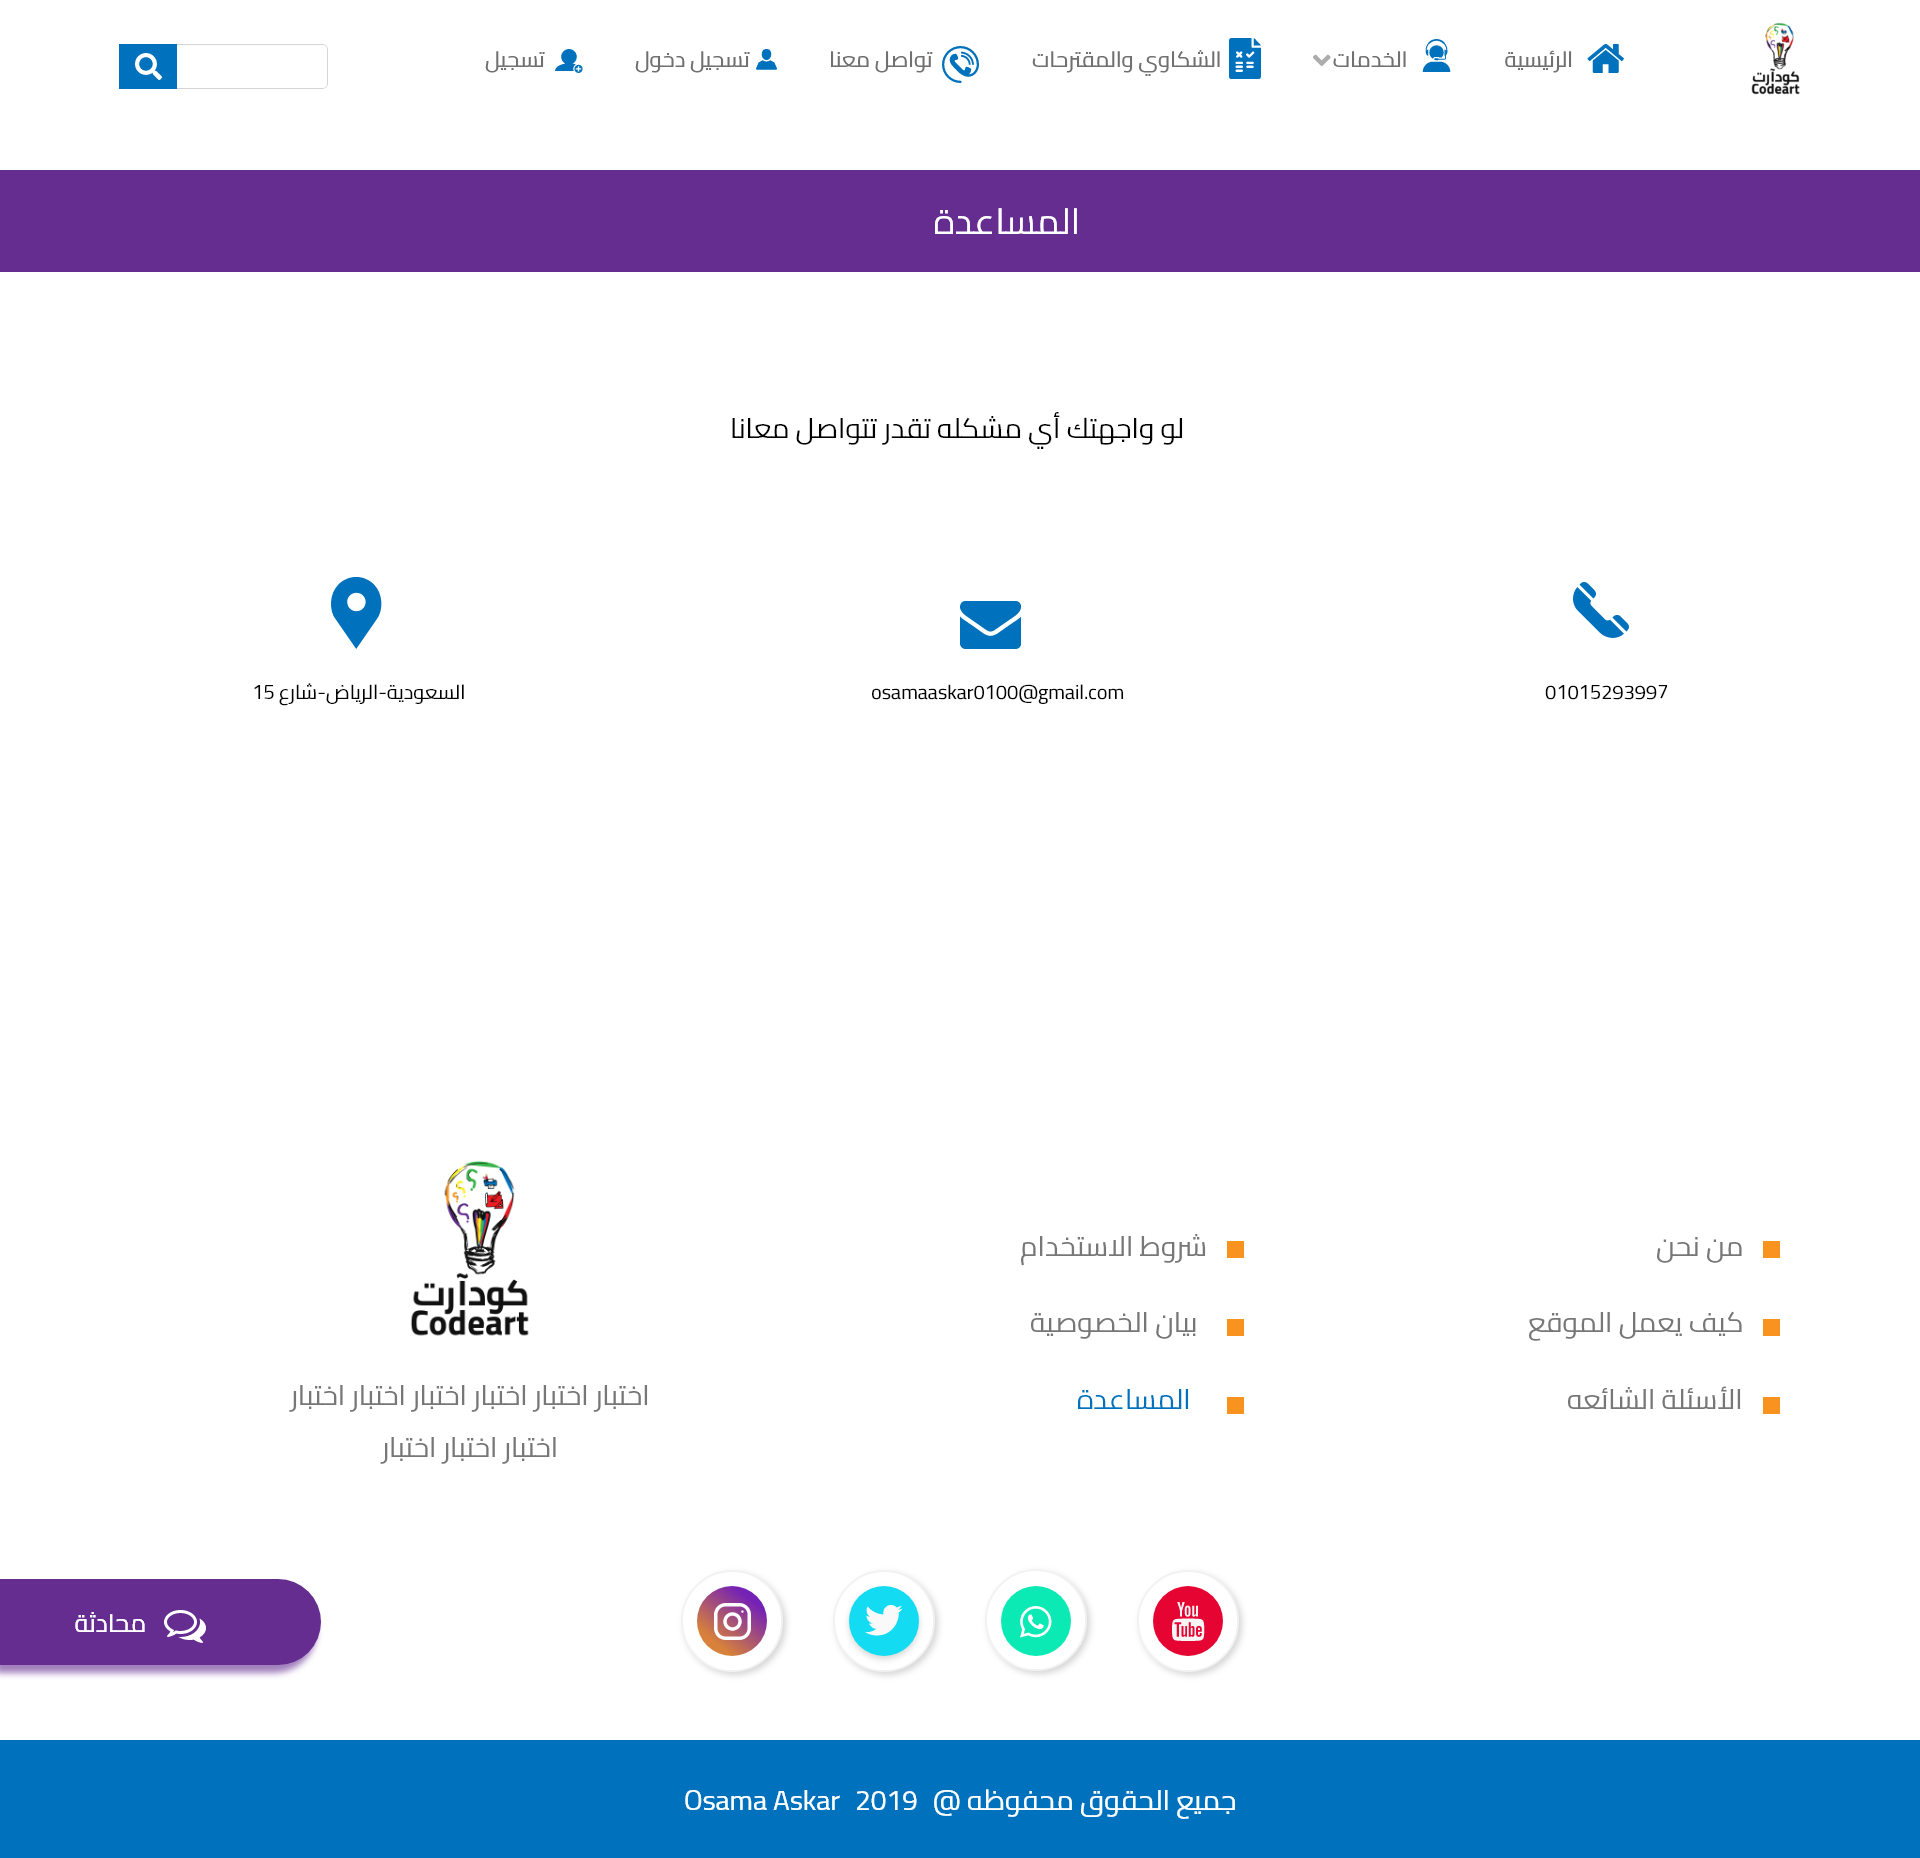 كودآرت
Codeart
الرئيسية
الخدمات
الشكاوي والمقترحات
تواصل معنا
تسجيل دخول
تسجيل
المساعدة
لو واجهتك أي مشكله تقدر تتواصل معانا
01015293997
osamaaskar0100@gmail.com
السعودية-الرياض-شارع 15
من نحن
كيف يعمل الموقع
الأسئلة الشائعه
شروط الاستخدام
بيان الخصوصية
المساعدة
كودآرت
Codeart
اختبار اختبار اختبار اختبار اختبار اختبار
اختبار اختبار اختبار
You
Tube
محادثة
جميع الحقوق محفوظه @ 2019 Osama Askar